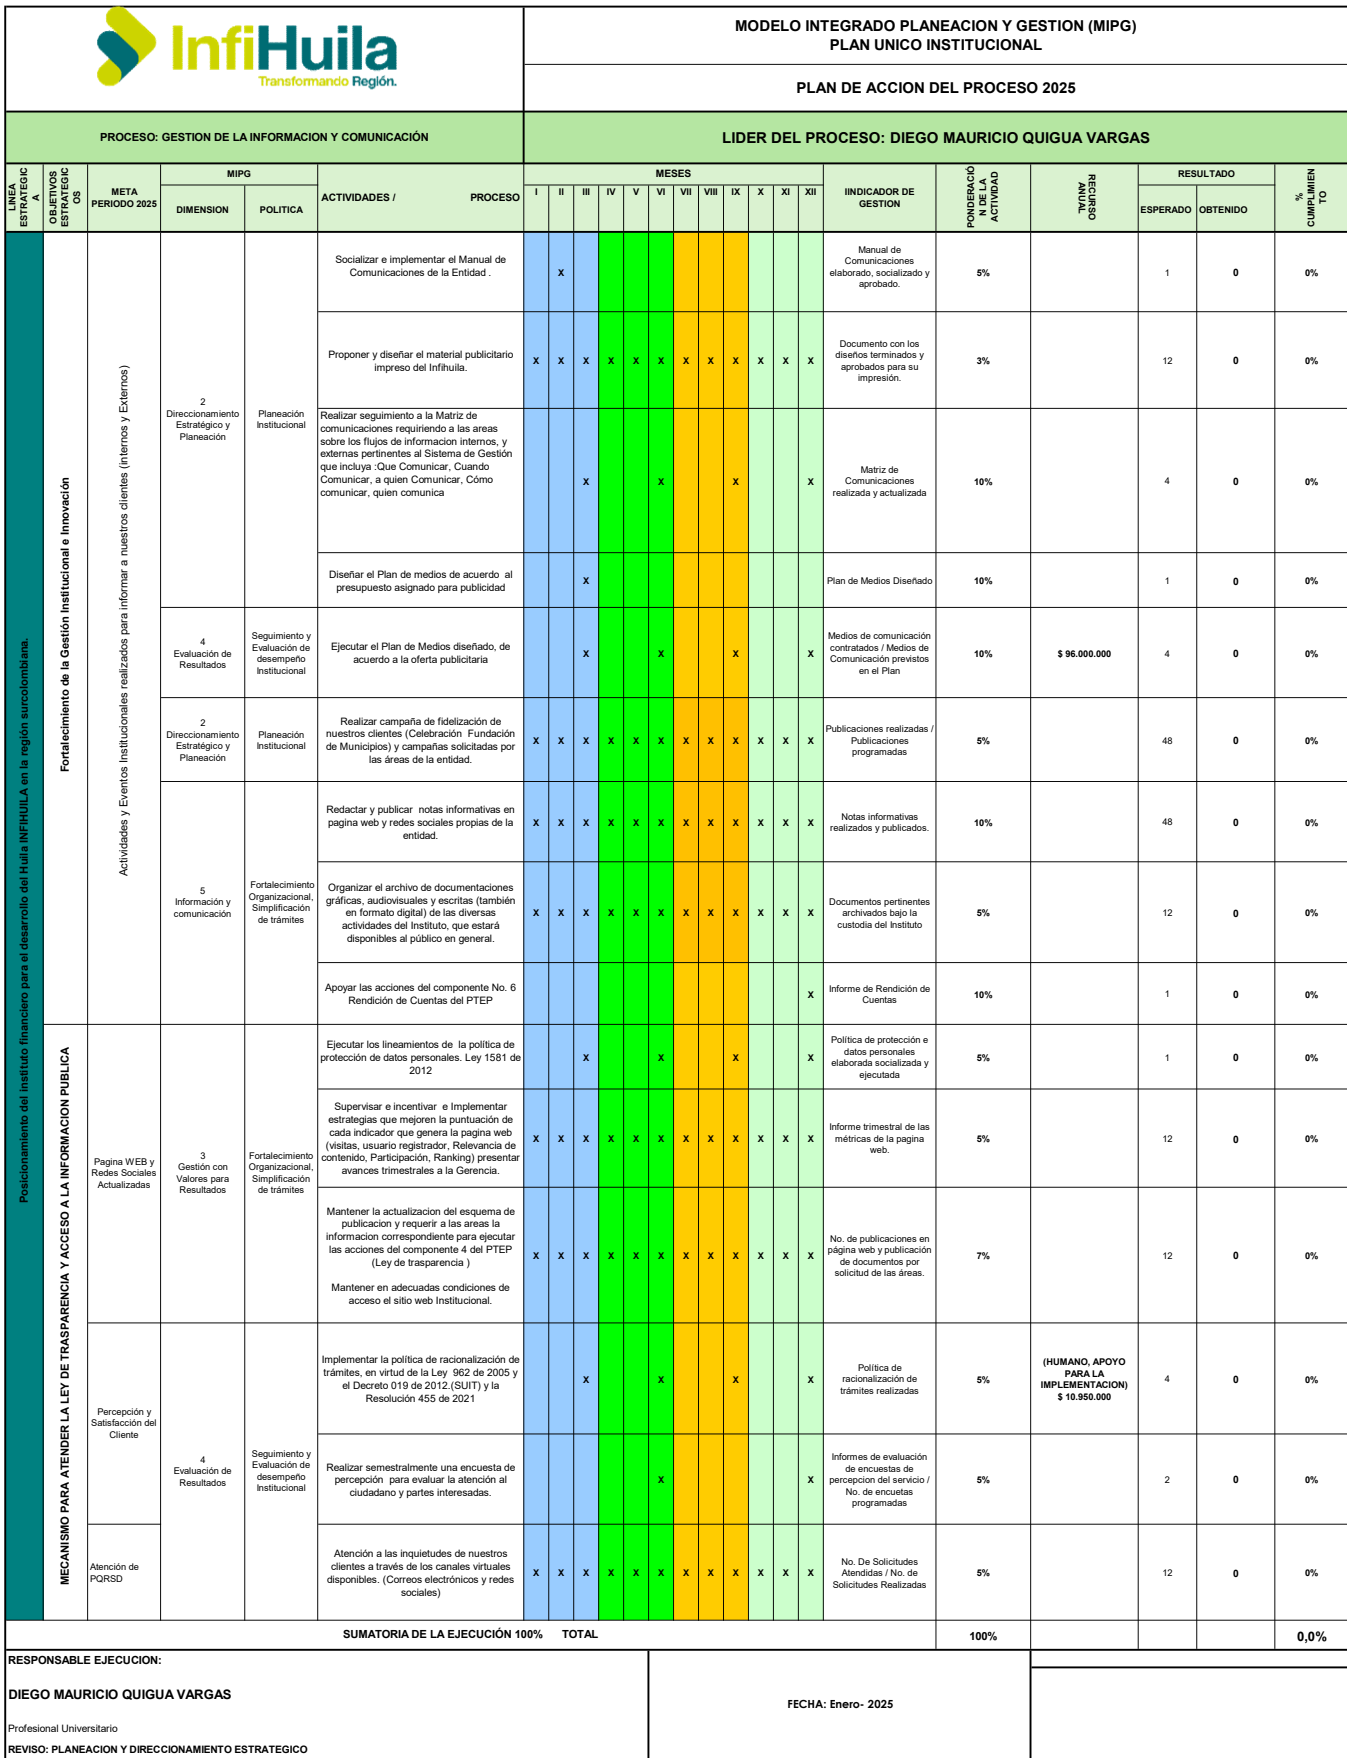 InfiHuila
Transformando Región.
MODELO INTEGRADO PLANEACION Y GESTION (MIPG)
PLAN UNICO INSTITUCIONAL
PLAN DE ACCION DEL PROCESO 2025
PROCESO: GESTION DE LA INFORMACION Y COMUNICACIÓN
LIDER DEL PROCESO: DIEGO MAURICIO QUIGUA VARGAS
LINEA
ESTRATEGIC
A
OBJETIVOS
ESTRATEGIC
OS
META
PERIODO 2025
MIPG
DIMENSION
POLITICA
ACTIVIDADES / PROCESO
MESES
I II III IV V VI VII VIII IX X XI XII
IINDICADOR DE
GESTION
PONDERACIÓ
N DE LA
ACTIVIDAD
RECURSO
ANUAL
RESULTADO
ESPERADO OBTENIDO
%
CUMPLIMIEN
TO
Posicionamiento del instituto financiero para el desarrollo del Huila INFIHUILA en la región surcolombiana.
Fortalecimiento de la Gestión Institucional e Innovación
Actividades y Eventos Institucionales realizados para informar a nuestros clientes (internos y Externos)
2
Direccionamiento
Estratégico y
Planeación
Planeación
Institucional
Socializar e implementar el Manual de
Comunicaciones de la Entidad .
X
Manual de
Comunicaciones
elaborado, socializado y
aprobado.
5%
1
0
0%
Proponer y diseñar el material publicitario
impreso del Infihuila.
X X X X X X X X X X X X
Documento con los
diseños terminados y
aprobados para su
impresión.
3%
12
0
0%
Realizar seguimiento a la Matriz de
comunicaciones requiriendo a las areas
sobre los flujos de informacion internos, y
externas pertinentes al Sistema de Gestión
que incluya :Que Comunicar, Cuando
Comunicar, a quien Comunicar, Cómo
comunicar, quien comunica
X X X X
Matriz de
Comunicaciones
realizada y actualizada
10%
4
0
0%
Diseñar el Plan de medios de acuerdo al
presupuesto asignado para publicidad
X
Plan de Medios Diseñado
10%
1
0
0%
4
Evaluación de
Resultados
Seguimiento y
Evaluación de
desempeño
Institucional
Ejecutar el Plan de Medios diseñado, de
acuerdo a la oferta publicitaria
X X X X
Medios de comunicación
contratados / Medios de
Comunicación previstos
en el Plan
10%
$ 96.000.000
4
0
0%
2
Direccionamiento
Estratégico y
Planeación
Planeación
Institucional
Realizar campaña de fidelización de
nuestros clientes (Celebración Fundación
de Municipios) y campañas solicitadas por
las áreas de la entidad.
X X X X X X X X X X X X
Publicaciones realizadas /
Publicaciones
programadas
5%
48
0
0%
5
Información y
comunicación
Fortalecimiento
Organizacional,
Simplificación
de trámites
Redactar y publicar notas informativas en
pagina web y redes sociales propias de la
entidad.
X X X X X X X X X X X X
Notas informativas
realizados y publicados.
10%
48
0
0%
Organizar el archivo de documentaciones
gráficas, audiovisuales y escritas (también
en formato digital) de las diversas
actividades del Instituto, que estará
disponibles al público en general.
X X X X X X X X X X X X
Documentos pertinentes
archivados bajo la
custodia del Instituto
5%
12
0
0%
Apoyar las acciones del componente No. 6
Rendición de Cuentas del PTEP
X
Informe de Rendición de
Cuentas
10%
1
0
0%
MECANISMO PARA ATENDER LA LEY DE TRASPARENCIA Y ACCESO A LA INFORMACION PUBLICA
Pagina WEB y
Redes Sociales
Actualizadas
3
Gestión con
Valores para
Resultados
Fortalecimiento
Organizacional,
Simplificación
de trámites
Ejecutar los lineamientos de la política de
protección de datos personales. Ley 1581 de
2012
X X X X
Política de protección e
datos personales
elaborada socializada y
ejecutada
5%
1
0
0%
Supervisar e incentivar e Implementar
estrategias que mejoren la puntuación de
cada indicador que genera la pagina web
(visitas, usuario registrador, Relevancia de
contenido, Participación, Ranking) presentar
avances trimestrales a la Gerencia.
X X X X X X X X X X X X
Informe trimestral de las
métricas de la pagina
web.
5%
12
0
0%
Mantener la actualizacion del esquema de
publicacion y requerir a las areas la
informacion correspondiente para ejecutar
las acciones del componente 4 del PTEP
(Ley de trasparencia )
Mantener en adecuadas condiciones de
acceso el sitio web Institucional.
X X X X X X X X X X X X
No. de publicaciones en
página web y publicación
de documentos por
solicitud de las áreas.
7%
12
0
0%
Percepción y
Satisfacción del
Cliente
4
Evaluación de
Resultados
Seguimiento y
Evaluación de
desempeño
Institucional
Implementar la política de racionalización de
trámites, en virtud de la Ley 962 de 2005 y
el Decreto 019 de 2012.(SUIT) y la
Resolución 455 de 2021
X X X X
Política de
racionalización de
trámites realizadas
5%
(HUMANO, APOYO
PARA LA
IMPLEMENTACION)
$ 10.950.000
4
0
0%
Realizar semestralmente una encuesta de
percepción para evaluar la atención al
ciudadano y partes interesadas.
X X
Informes de evaluación
de encuestas de
percepcion del servicio /
No. de encuetas
programadas
5%
2
0
0%
Atención de
PQRSD
Atención a las inquietudes de nuestros
clientes a través de los canales virtuales
disponibles. (Correos electrónicos y redes
sociales)
X X X X X X X X X X X X
No. De Solicitudes
Atendidas / No. de
Solicitudes Realizadas
5%
12
0
0%
SUMATORIA DE LA EJECUCIÓN 100% TOTAL
100%
0,0%
RESPONSABLE EJECUCION:
DIEGO MAURICIO QUIGUA VARGAS
Profesional Universitario
REVISO: PLANEACION Y DIRECCIONAMIENTO ESTRATEGICO
FECHA: Enero- 2025